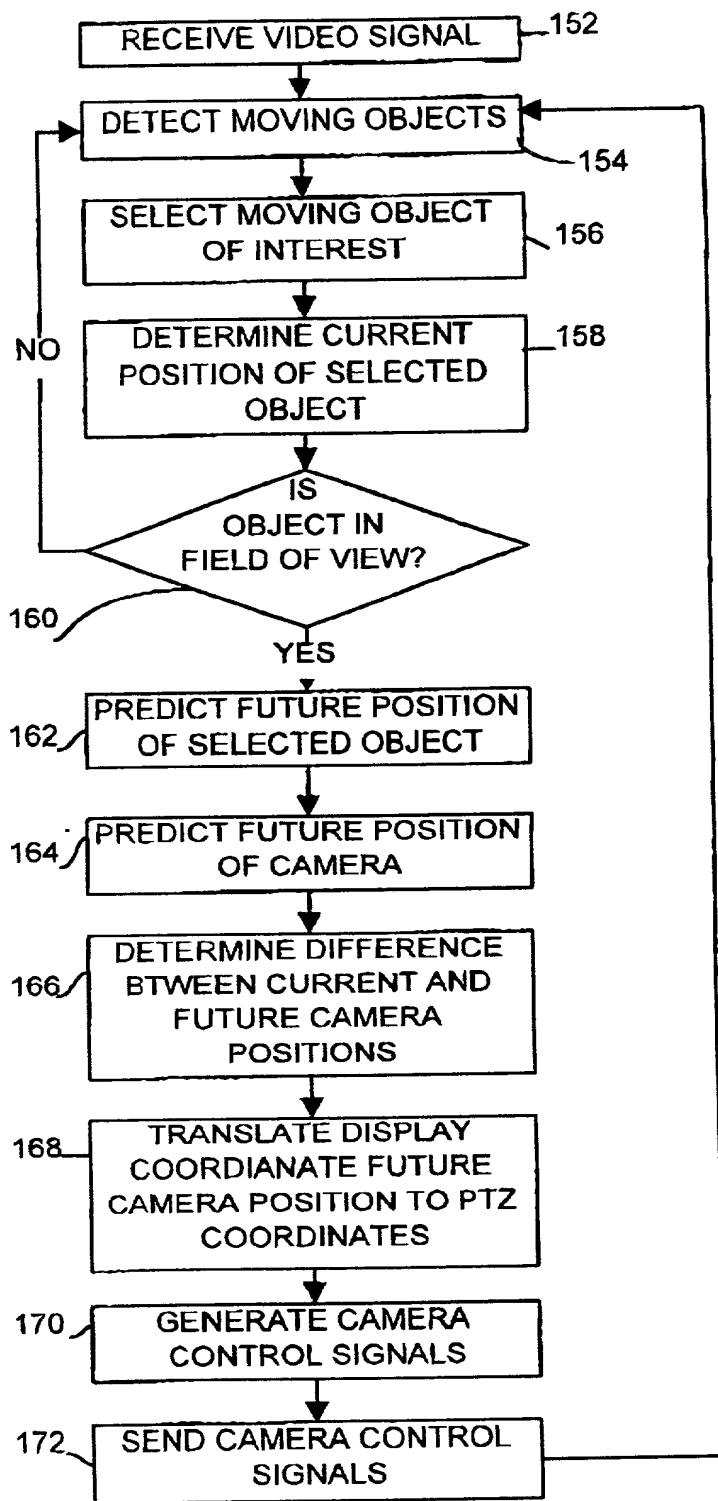 RECEIVE VIDEO SIGNAL
152
DETECT MOVING OBJECTS
154
SELECT MOVING OBJECT
OF INTEREST
156
DETERMINE CURRENT
POSITION OF SELECTED
OBJECT
158
NO
IS
OBJECT IN
FIELD OF VIEW?
160
YES
PREDICT FUTURE POSITION
OF SELECTED OBJECT
162
PREDICT FUTURE POSITION
OF CAMERA
164
DETERMINE DIFFERENCE
BTWEEN CURRENT AND
FUTURE CAMERA
POSITIONS
166
TRANSLATE DISPLAY
COORDIANATE FUTURE
CAMERA POSITION TO PTZ
COORDINATES
168
GENERATE CAMERA
CONTROL SIGNALS
170
SEND CAMERA CONTROL
SIGNALS
172